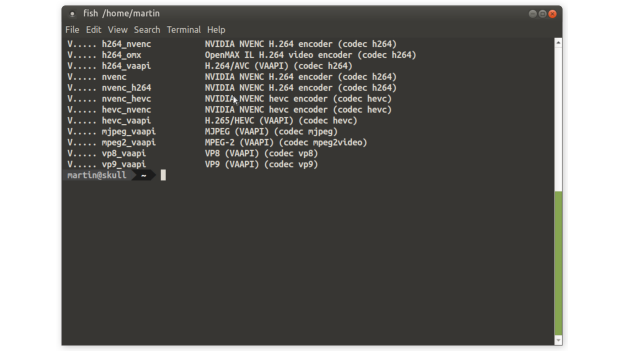 fish /home/martin
File Edit View Search Terminal Help
V..... h264_nvenc NVIDIA NVENC H.264 encoder (codec h264)
V..... h264_omx OpenMAX IL H.264 video encoder (codec h264)
V..... h264_vaapi H.264/AVC (VAAPI) (codec h264)
V..... nvenc NVIDIA NVENC H.264 encoder (codec h264)
V..... nvenc_h264 NVIDIA NVENC H.264 encoder (codec h264)
V..... nvenc_hevc NVIDIA NVENC hevc encoder (codec hevc)
V..... hevc_nvenc NVIDIA NVENC hevc encoder (codec hevc)
V..... hevc_vaapi H.265/HEVC (VAAPI) (codec hevc)
V..... mjpeg_vaapi MJPEG (VAAPI) (codec mjpeg)
V..... mpeg2_vaapi MPEG-2 (VAAPI) (codec mpeg2video)
V..... vp8_vaapi VP8 (VAAPI) (codec vp8)
V..... vp9_vaapi VP9 (VAAPI) (codec vp9)
martin@skull ~